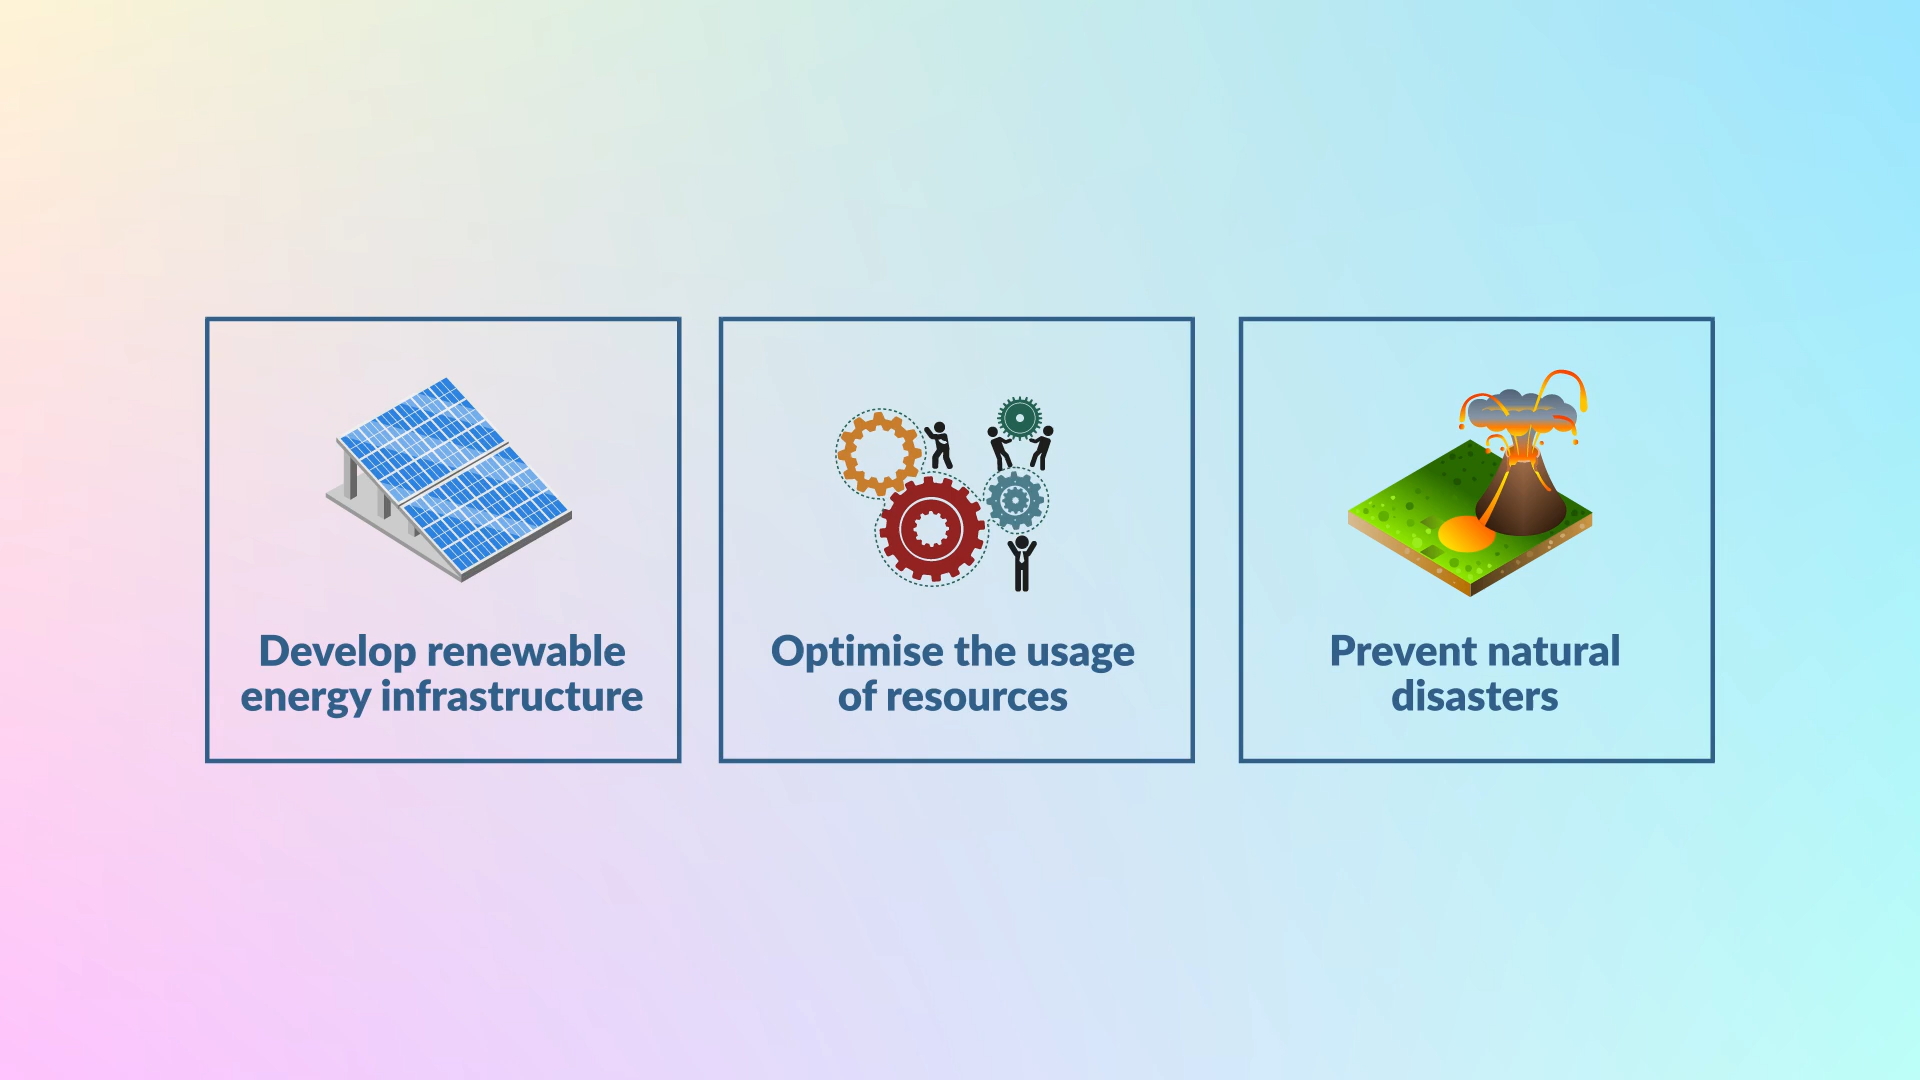 Develop renewable
energy infrastructure
Optimise the usage
of resources
Prevent natural
disasters